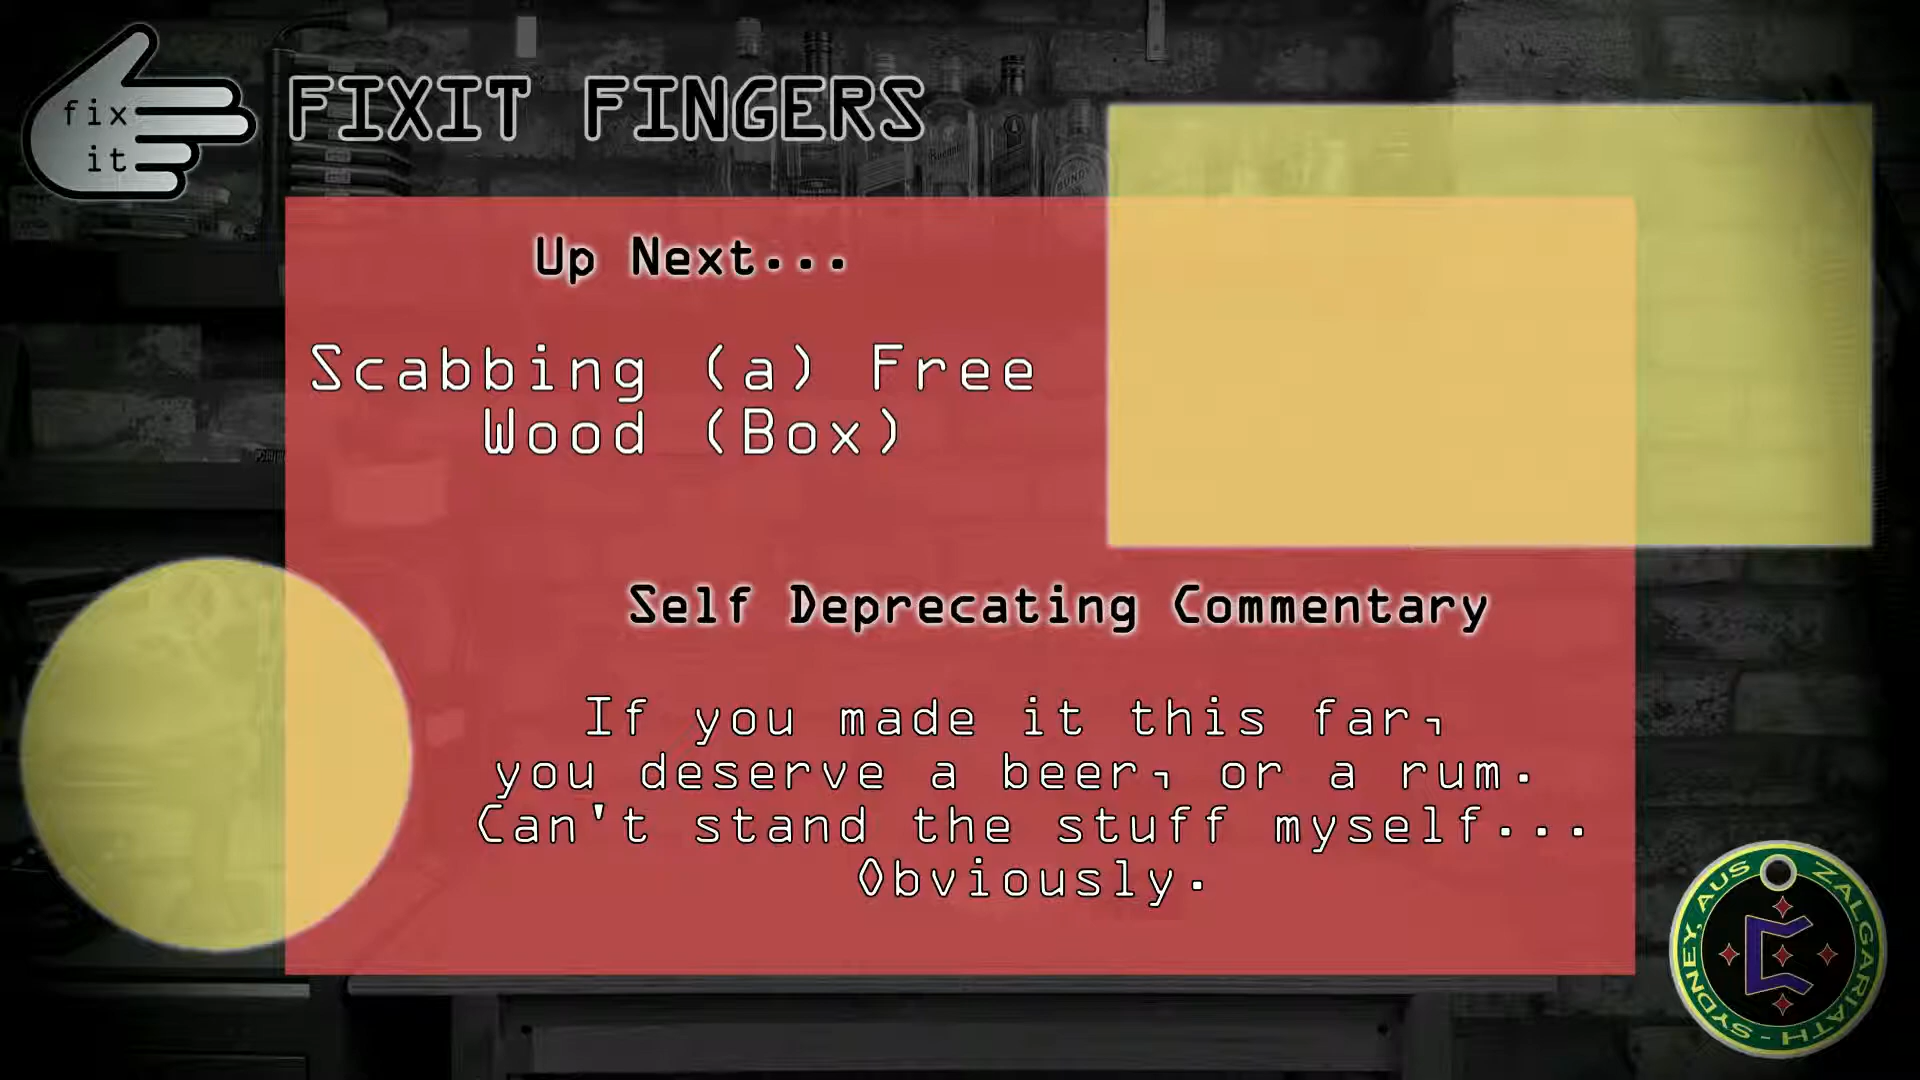 fix
it
FIXIT FINGERS
BUNDY
Up Next...
Scabbing (a) Free
Wood (Box)
Self Deprecating Commentary
If you made it this far,
you deserve a beer, or a rum.
Can't stand the stuff myself...
Obviously.
SYDNEY, AUS
ZALGARIATH